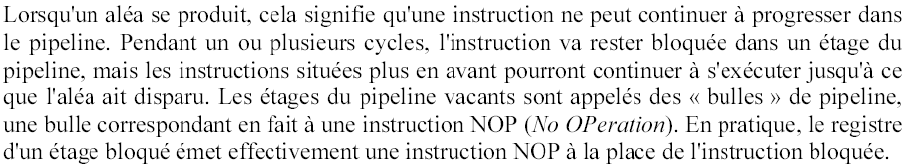 Lorsqu'un aléa se produit, cela signifie qu'une instruction ne peut continuer à progresser dans
le pipeline. Pendant un ou plusieurs cycles, l'instruction va rester bloquée dans un étage du
pipeline, mais les instructions situées plus en avant pourront continuer à s'exécuter jusqu'à ce
que l'aléa ait disparu. Les étages du pipeline vacants sont appelés des « bulles » de pipeline,
une bulle correspondant en fait à une instruction NOP (No OPeration). En pratique, le registre
d'un étage bloqué émet effectivement une instruction NOP à la place de l'instruction bloquée.